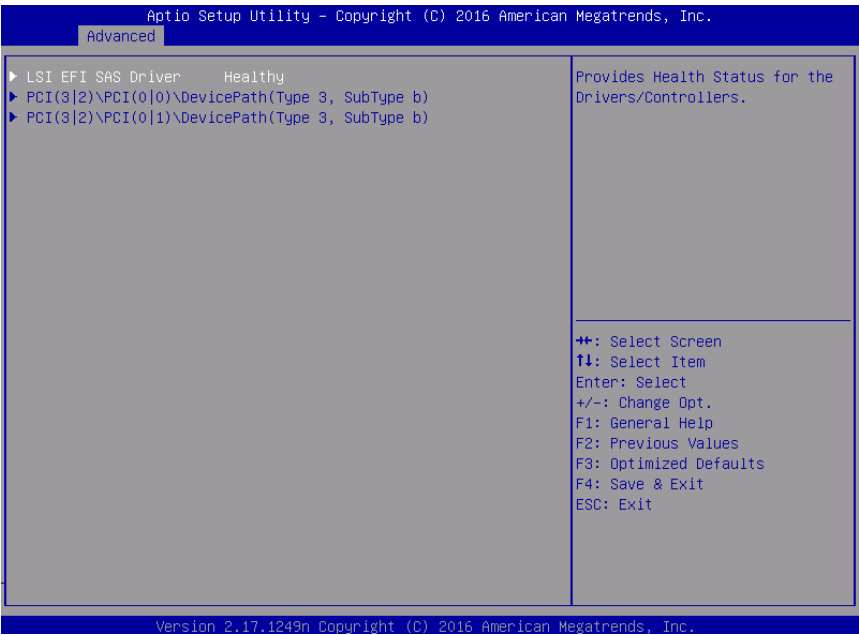 Aptio Setup Utility – Copyright (C) 2016 American Megatrends, Inc.
Advanced
▶ LSI EFI SAS Driver Healthy
▶ PCI(3|2)\PCI(0|0)\DevicePath(Type 3, SubType b)
▶ PCI(3|2)\PCI(0|1)\DevicePath(Type 3, SubType b)
Provides Health Status for the
Drivers/Controllers.
→←: Select Screen
↑↓: Select Item
Enter: Select
+/-: Change Opt.
F1: General Help
F2: Previous Values
F3: Optimized Defaults
F4: Save & Exit
ESC: Exit
Version 2.17.1249n Copyright (C) 2016 American Megatrends, Inc.